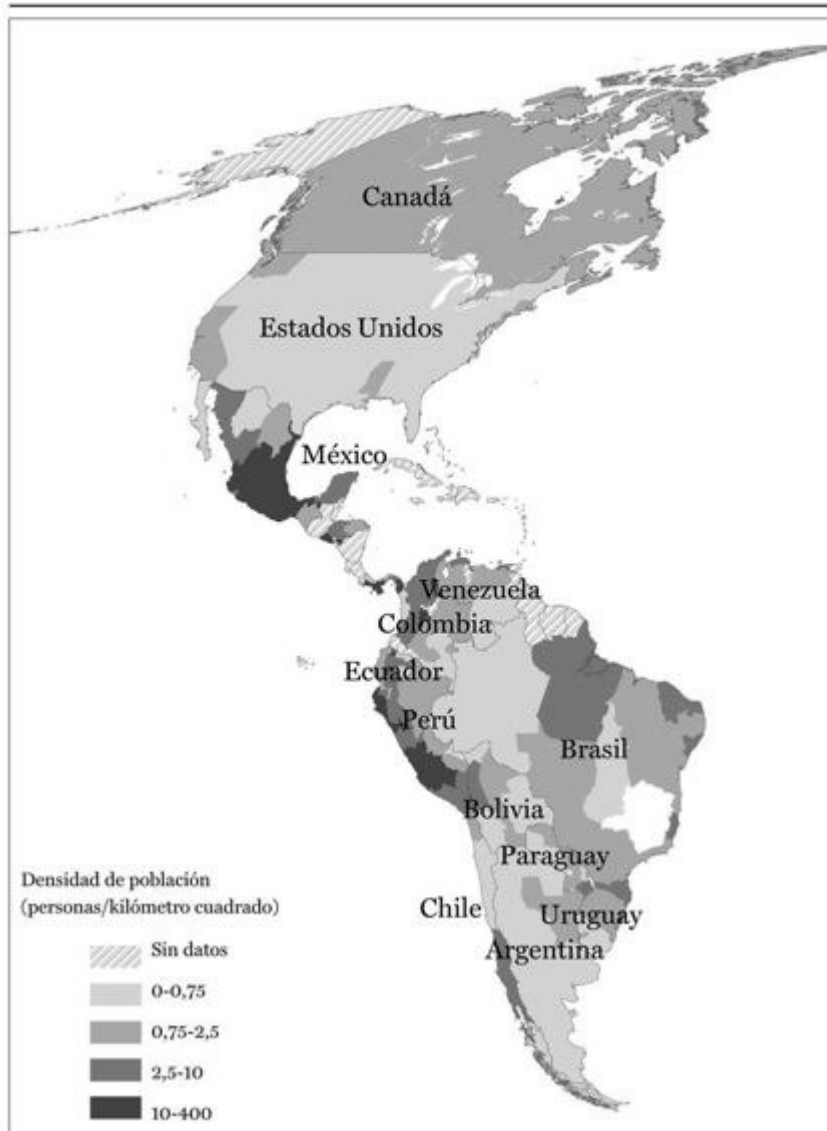 Canadá
Estados Unidos
México
Venezuela
Colombia
Ecuador
Perú
Brasil
Bolivia
Paraguay
Chile
Uruguay
Argentina
Densidad de población
(personas/kilómetro cuadrado)
Sin datos
0-0,75
0,75-2,5
2,5-10
10-400